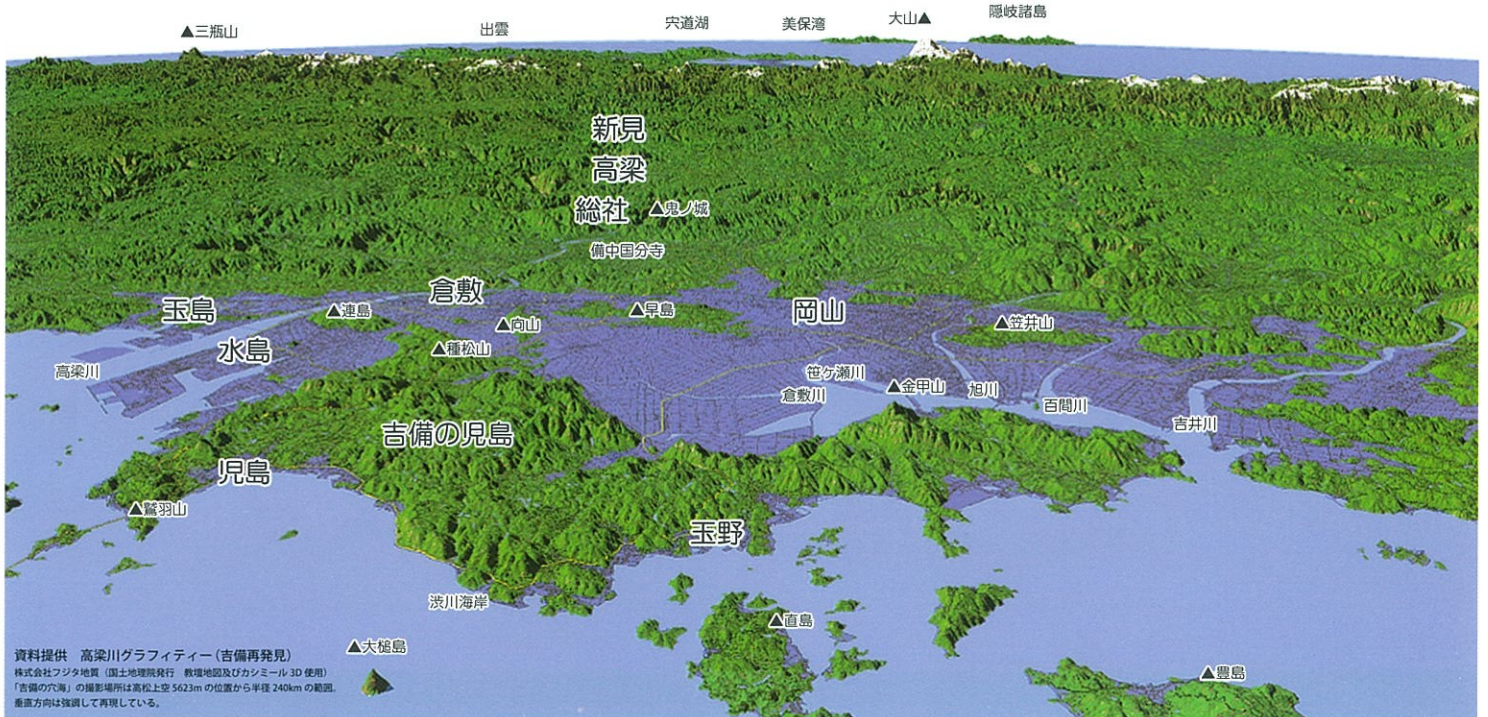 ▲三瓶山
出雲
宍道湖
美保湾
大山▲
隠岐諸島
新見
高梁
総社
▲鬼ノ城
備中国分寺
玉島
▲連島
倉敷
▲向山
▲早島
岡山
▲笠井山
高梁川
水島
▲種松山
笹ヶ瀬川
倉敷川
▲金甲山
旭川
百間川
吉井川
吉備の児島
児島
▲鷲羽山
玉野
渋川海岸
▲大槌島
▲直島
▲豊島
資料提供 高梁川グラフィティー(吉備再発見)
株式会社フジタ地質(国土地理院発行 数壇地図及びカシミール3D使用)
「吉備の穴海」の撮影場所は高松上空5623mの位置から半径240kmの範囲.
垂直方向は強調して再現している。